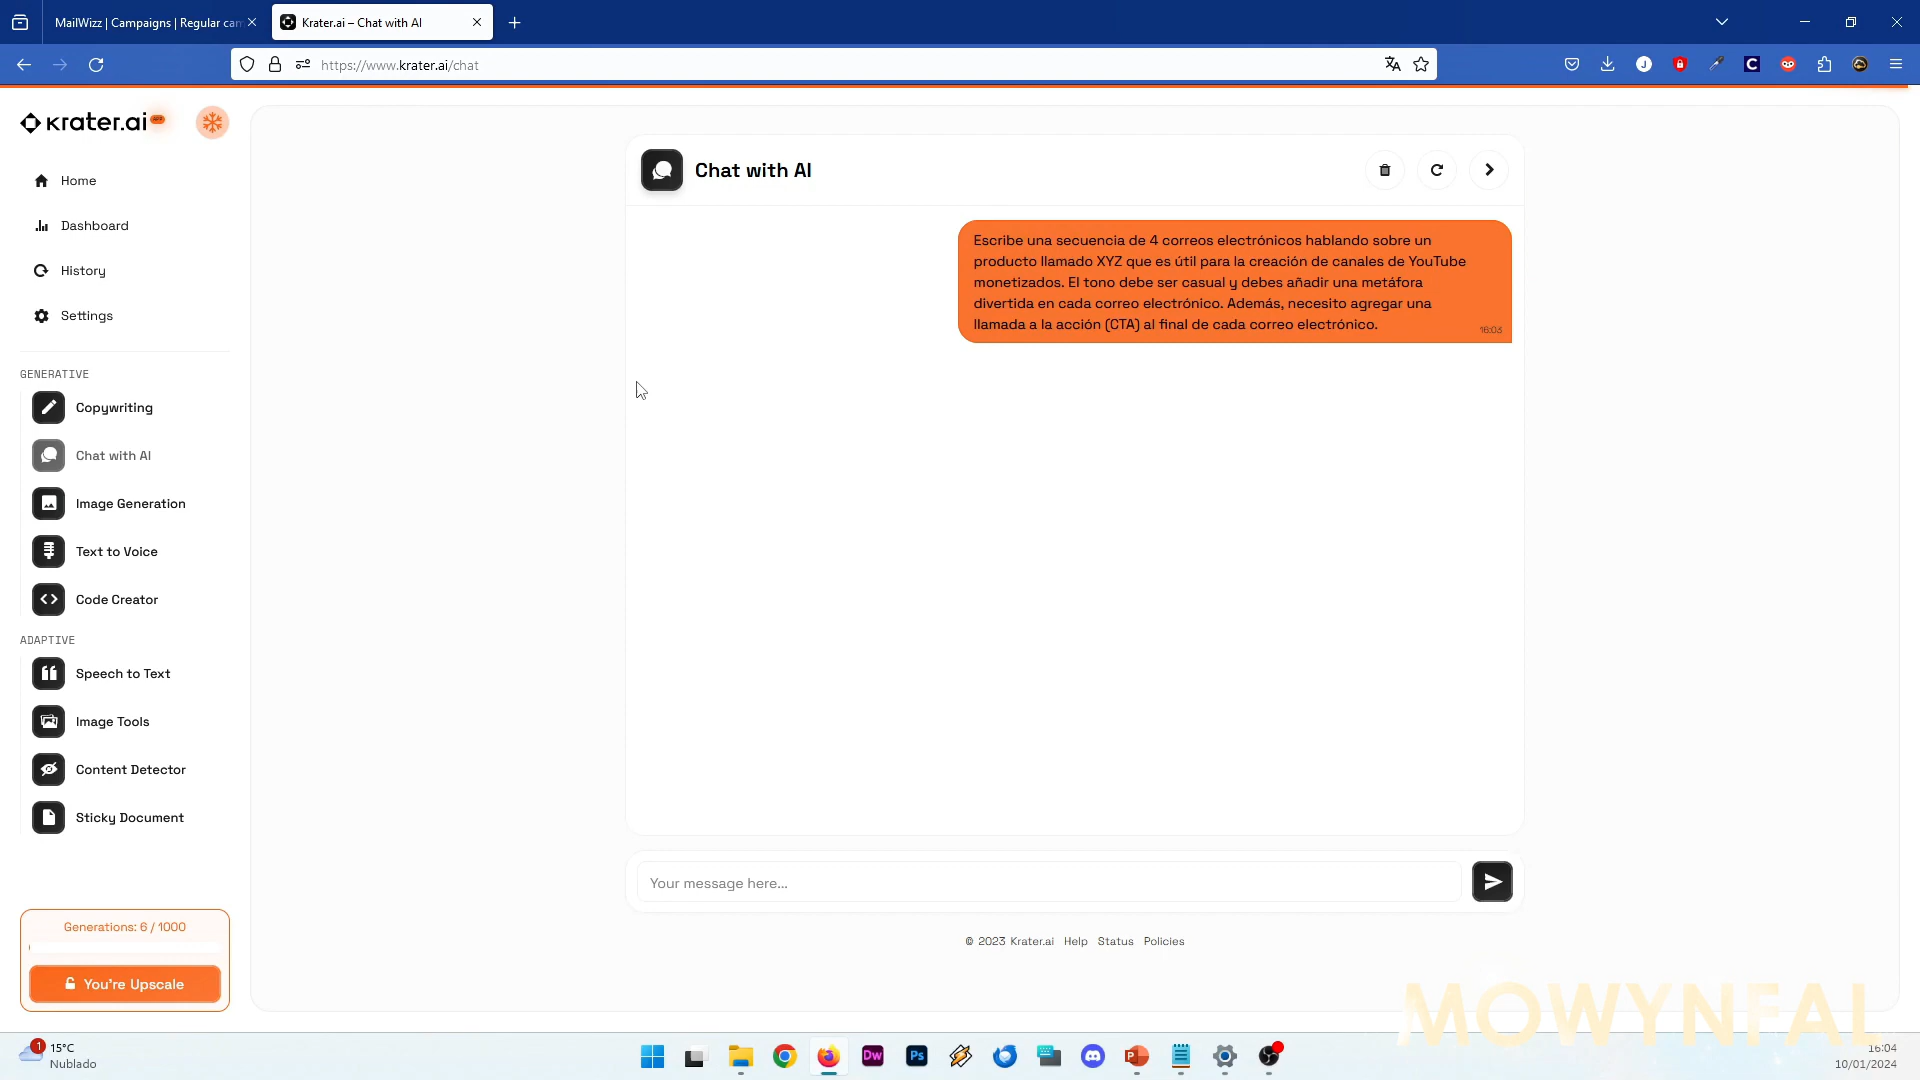 MailWizz | Campaigns | Regular can
Krater.ai – Chat with AI
https://www.krater.ai/chat
krater.ai
Home
Dashboard
History
Settings
GENERATIVE
Copywriting
Chat with AI
Image Generation
Text to Voice
Code Creator
ADAPTIVE
Speech to Text
Image Tools
Content Detector
Sticky Document
Generations: 6 / 1000
You're Upscale
Chat with AI
Escribe una secuencia de 4 correos electrónicos hablando sobre un
producto llamado XYZ que es útil para la creación de canales de YouTube
monetizados. El tono debe ser casual y debes añadir una metáfora
divertida en cada correo electrónico. Además, necesito agregar una
llamada a la acción (CTA) al final de cada correo electrónico.
16:03
Your message here...
© 2023 Krater.ai Help Status Policies
MOWYNFAL
1
15°C
Nublado
Dw
Ps
16:04
10/01/2024